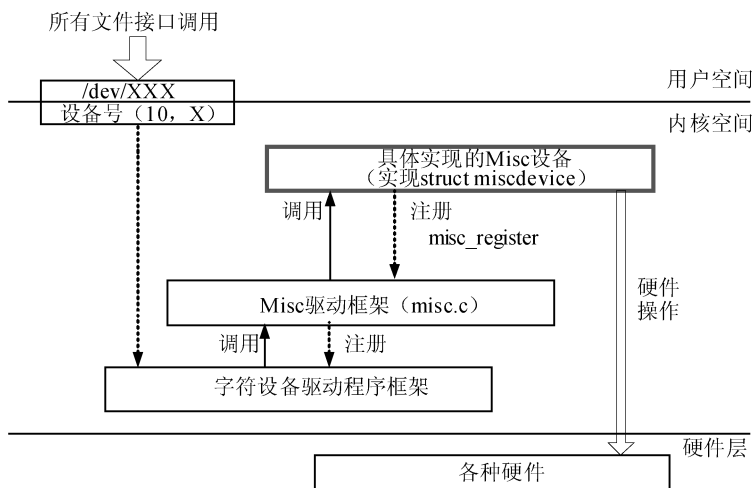 所有文件接口调用
/dev/XXX
设备号（10，X）
用户空间
内核空间
具体实现的Misc设备
（实现struct miscdevice）
调用
注册
misc_register
Misc驱动框架（misc.c）
硬件
操作
调用
注册
字符设备驱动程序框架
硬件层
各种硬件